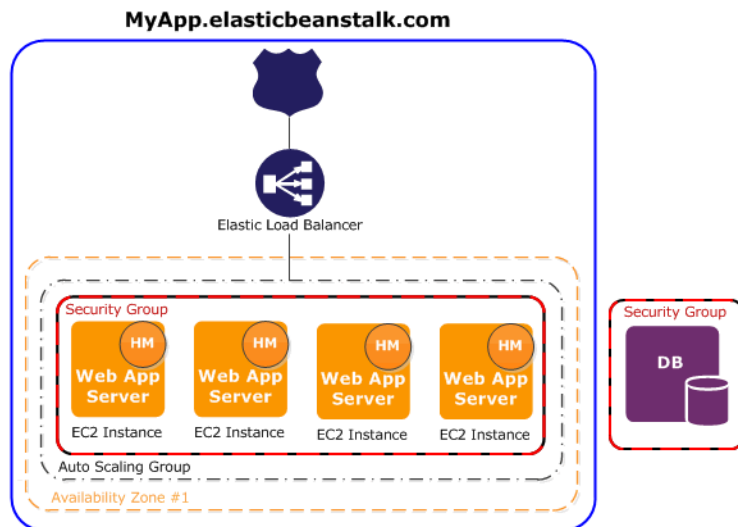 MyApp.elasticbeanstalk.com
Elastic Load Balancer
Security Group
HM
Web App
Server
EC2 Instance
HM
Web App
Server
EC2 Instance
HM
Web App
Server
EC2 Instance
HM
Web App
Server
EC2 Instance
Auto Scaling Group
Availability Zone #1
Security Group
DB